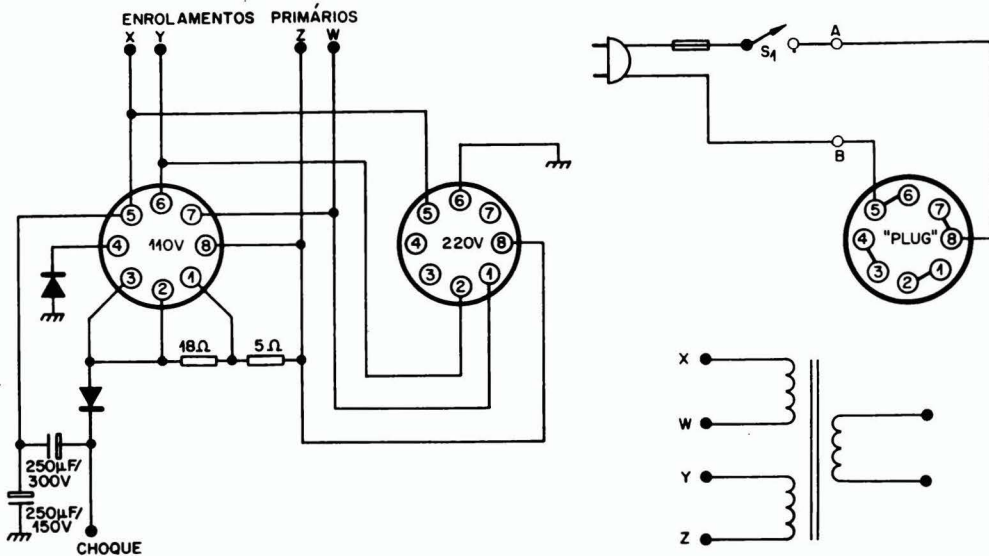 ENROLAMENTOS PRIMÁRIOS
X Y Z W
5 6 7
4 110V 8
3 2 1
5 6 7
4 220V 8
3 2 1
18Ω 5Ω
250µF/
300V
250µF/
150V
CHOQUE
S1 A
B
5 6 7
4 "PLUG" 8
3 2 1
X
W
Y
Z